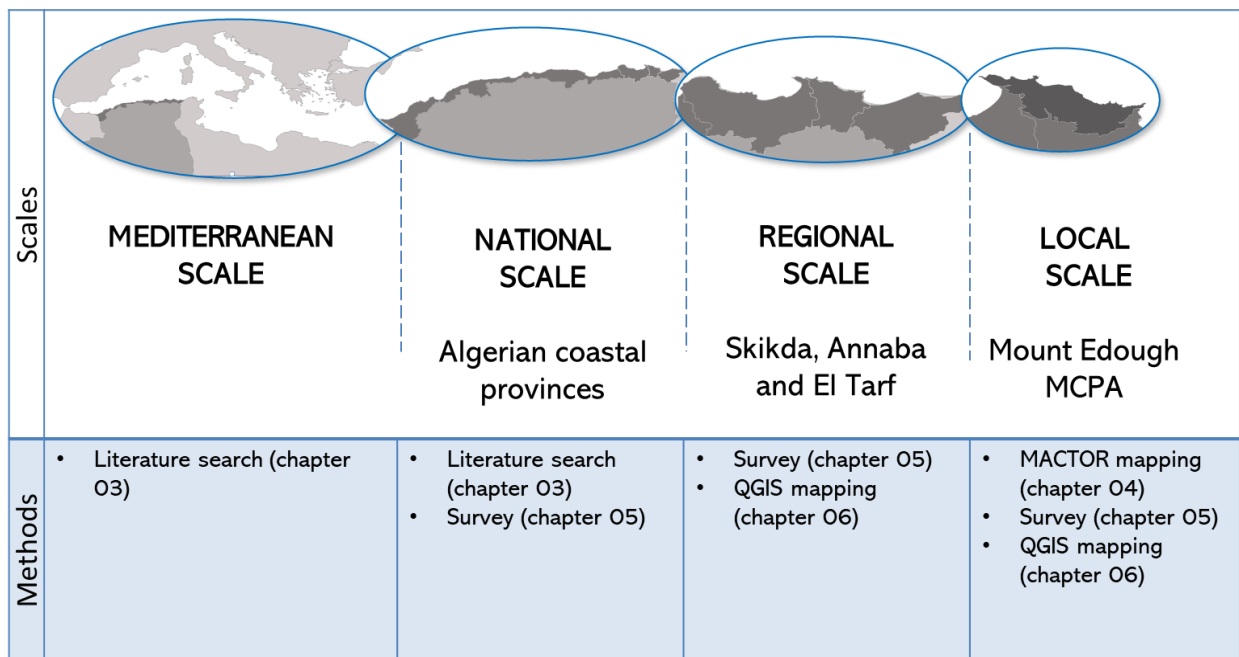 Scales
MEDITERRANEAN
SCALE
NATIONAL
SCALE
Algerian coastal
provinces
REGIONAL
SCALE
Skikda, Annaba
and El Tarf
LOCAL
SCALE
Mount Edough
MCPA
Methods
• Literature search (chapter
03)
• Literature search
(chapter 03)
• Survey (chapter 05)
• Survey (chapter 05)
• QGIS mapping
(chapter 06)
• MACTOR mapping
(chapter 04)
• Survey (chapter 05)
• QGIS mapping
(chapter 06)